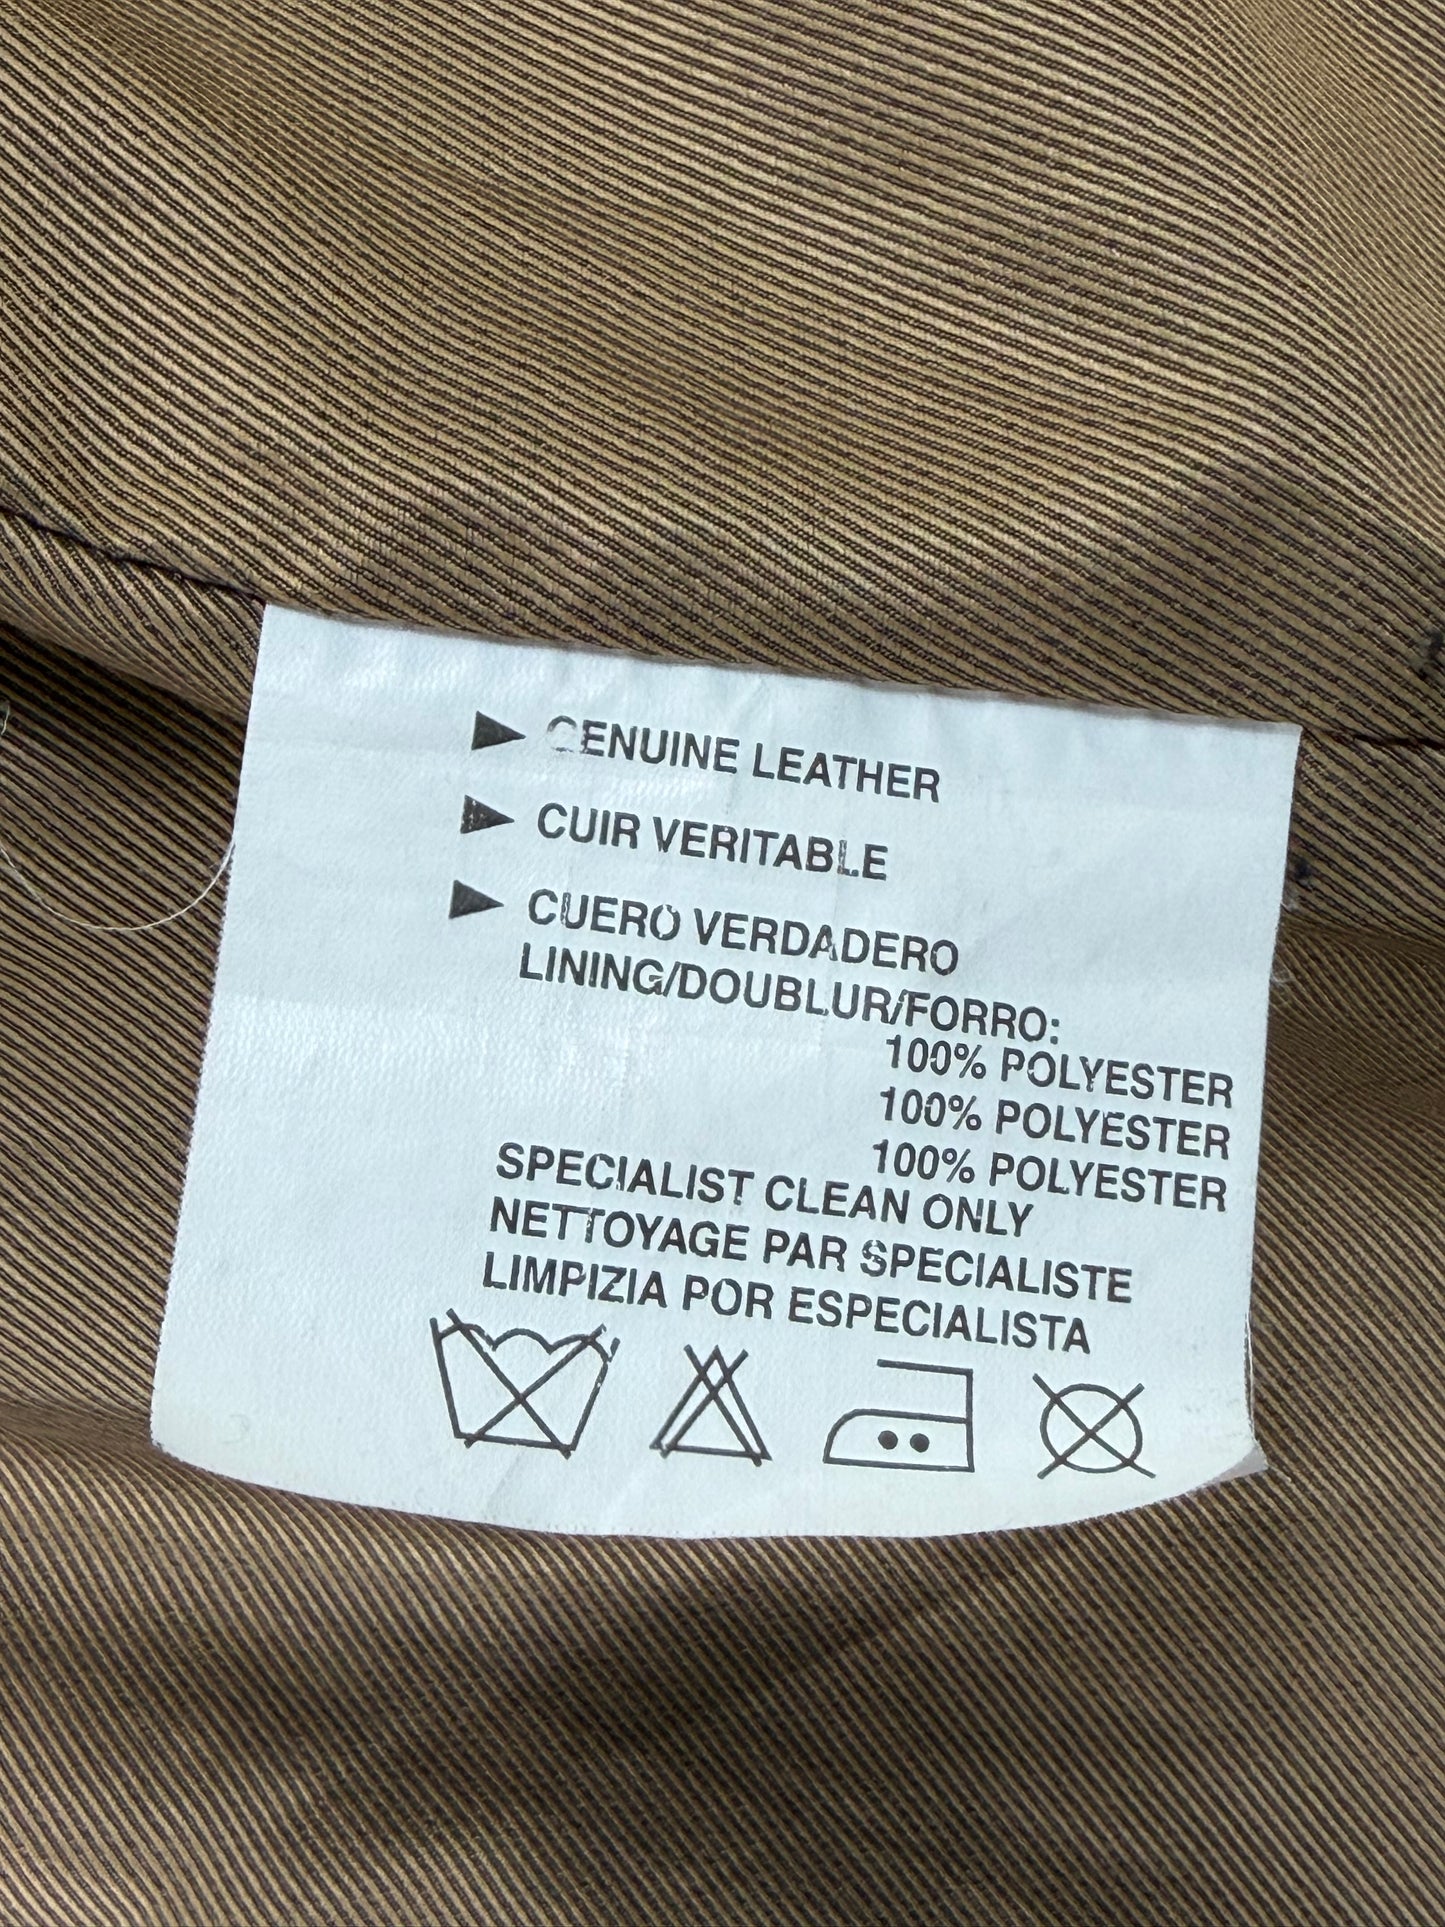 GENUINE LEATHER
CUIR VERITABLE
CUERO VERDADERO
LINING/DOUBLUR/FORRO:
100% POLYESTER
100% POLYESTER
100% POLYESTER
SPECIALIST CLEAN ONLY
NETTOYAGE PAR SPECIALISTE
LIMPIZIA POR ESPECIALISTA